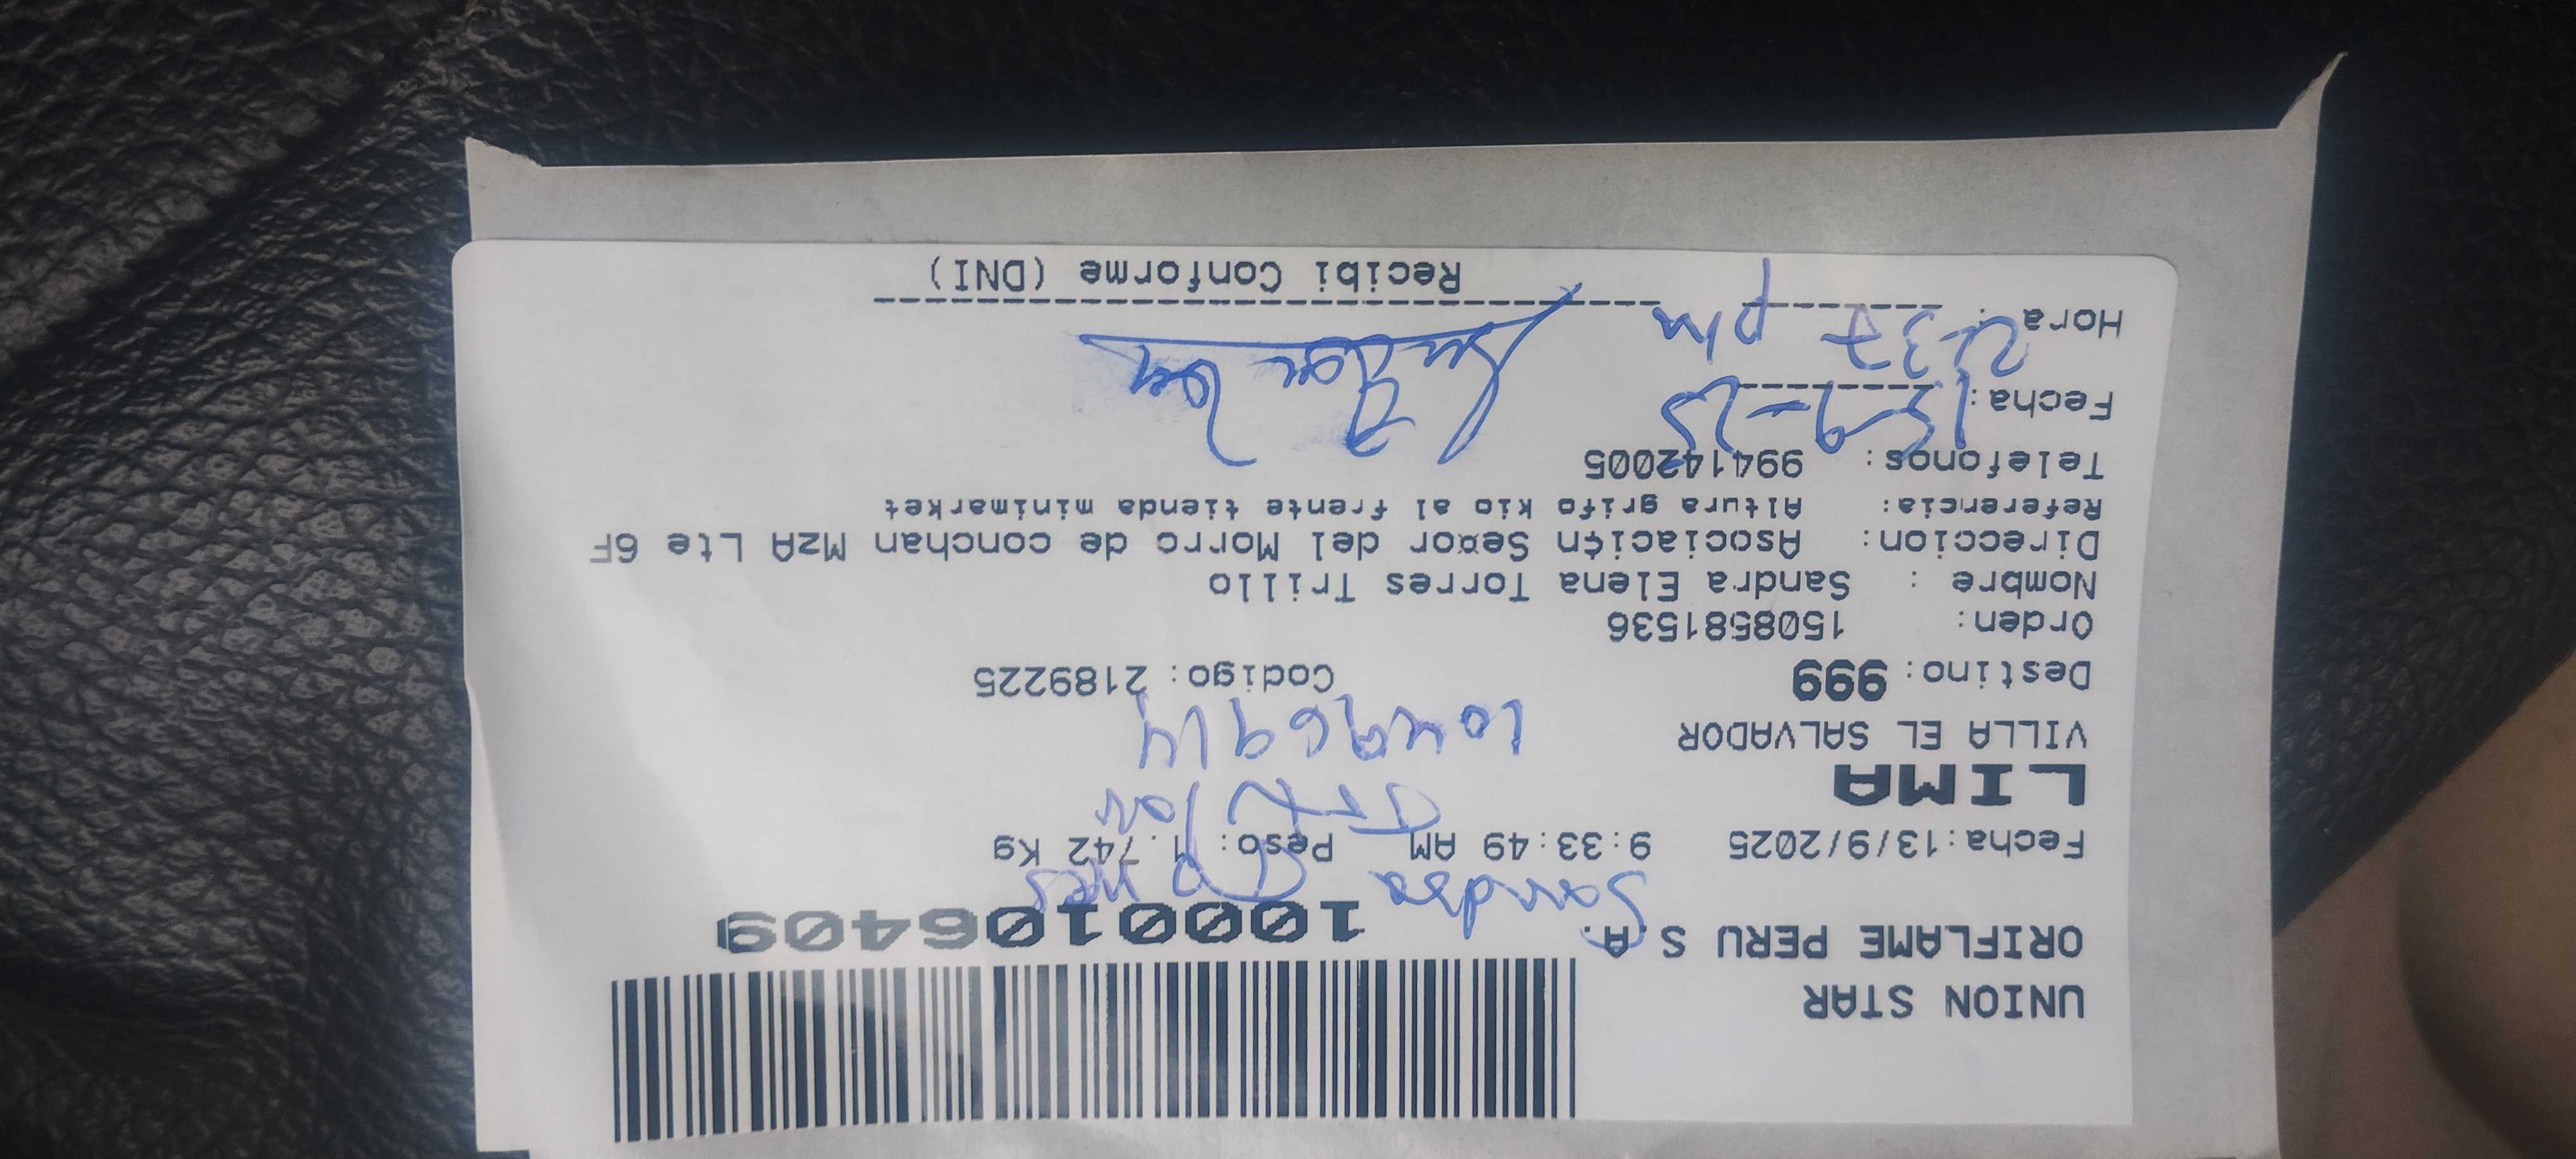 UNION STAR
ORIFLAME PERU S.A.
1000106409
Sandra Torres
Fecha:13/9/2025 9:33:49 AM Peso: 1.742 Kg
LIMA
VILLA EL SALVADOR
10476914
Destino: 999 Codigo: 2189225
Orden: 1508581536
Nombre : Sandra Elena Torres Trillo
Direccion: Asociaci¢n Se¤or del Morro de conchan MzA Lte 6F
Referencia: Altura grifo kio al frente tienda minimarket
Telefonos: 994142005
Fecha: 15-9-25
Hora : 2:37 pm
Recibi Conforme (DNI)